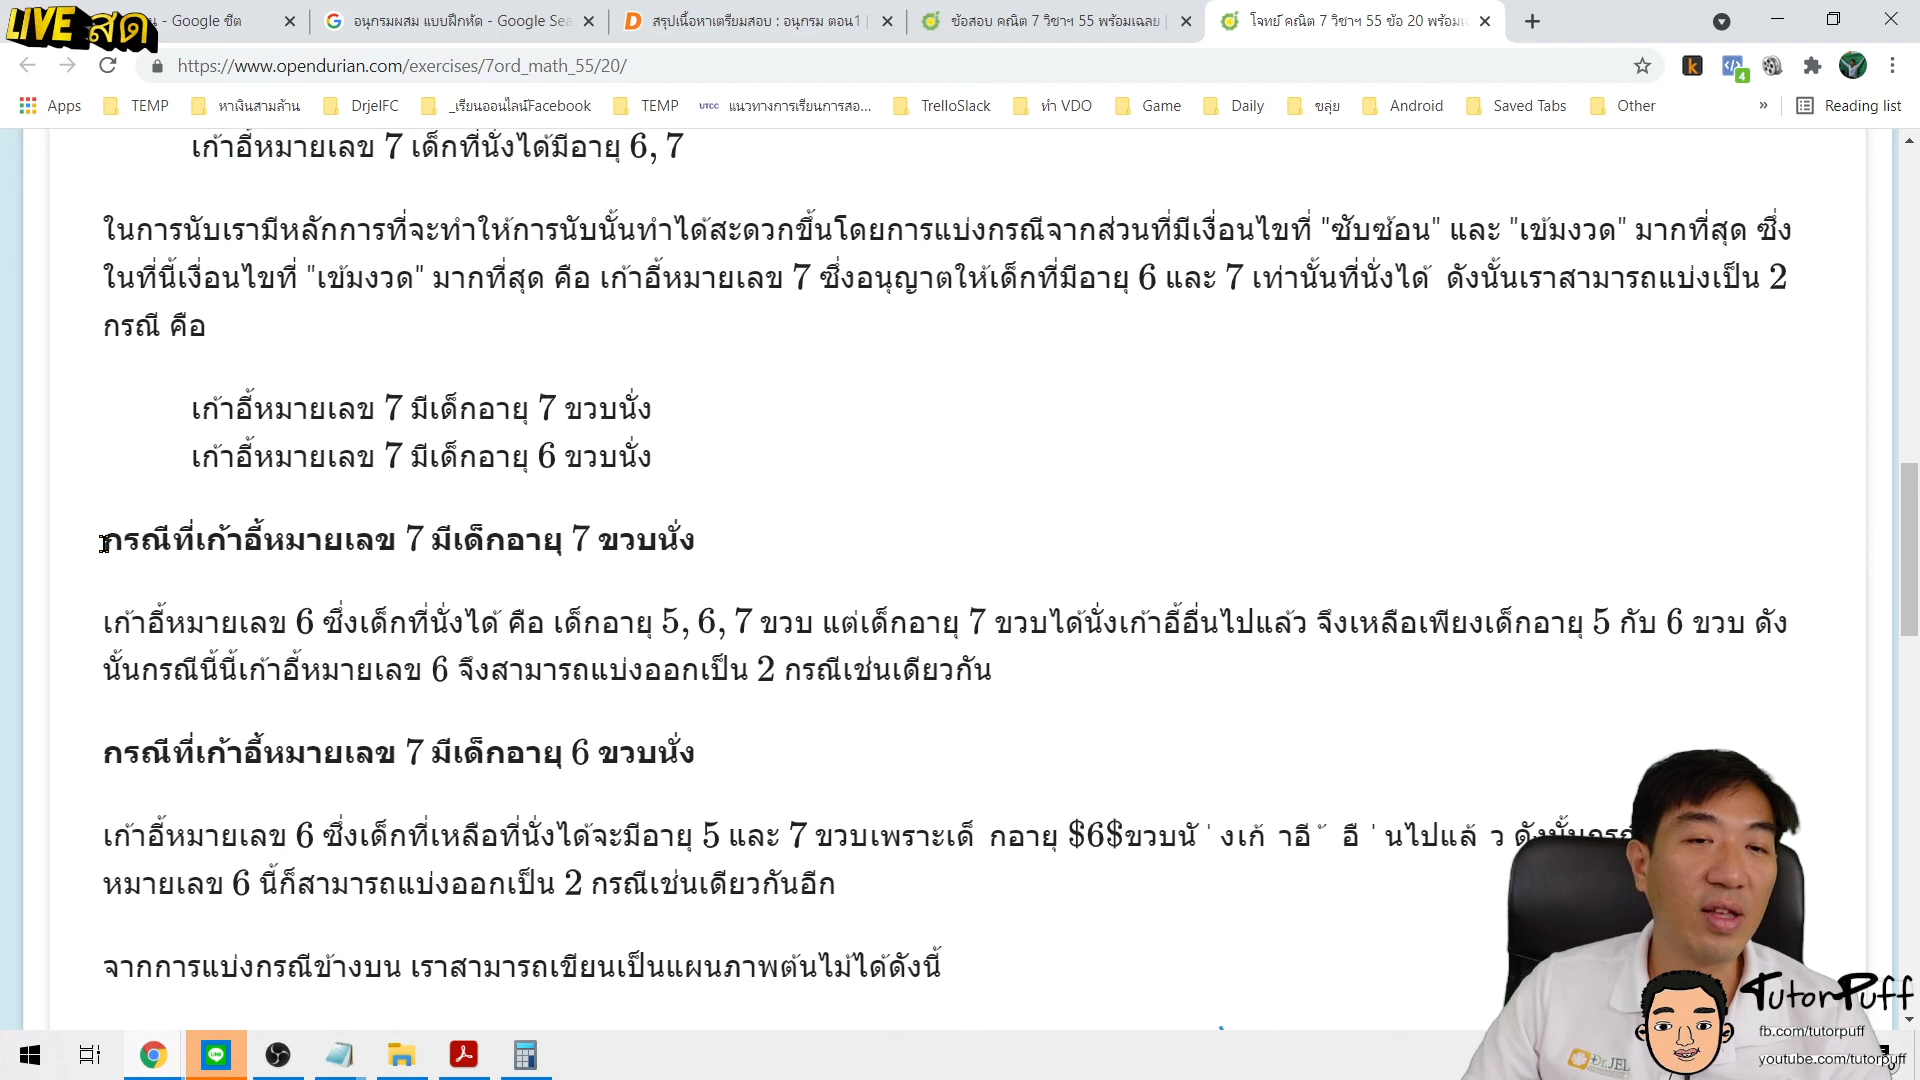 LIVE สด
น - Google ชีต
อนุกรมผสม แบบฝึกหัด - Google Sea
สรุปเนื้อหาเตรียมสอบ : อนุกรม ตอน1 |
ข้อสอบ คณิต 7 วิชาฯ 55 พร้อมเฉลย |
โจทย์ คณิต 7 วิชาฯ 55 ข้อ 20 พร้อมเ
https://www.opendurian.com/exercises/7ord_math_55/20/
4
Apps
TEMP
หาเงินสามล้าน
DrjelFC
_เรียนออนไลน์Facebook
TEMP
UTCC แนวทางการเรียนการสอ...
TrelloSlack
ทำ VDO
Game
Daily
ขลุ่ย
Android
Saved Tabs
Other
»
Reading list
เก้าอี้หมายเลข 7 เด็กที่นั่งได้มีอายุ 6, 7
ในการนับเรามีหลักการที่จะทำให้การนับนั้นทำได้สะดวกขึ้นโดยการแบ่งกรณีจากส่วนที่มีเงื่อนไขที่ "ซับซ้อน" และ "เข้มงวด" มากที่สุด ซึ่ง
ในที่นี้เงื่อนไขที่ "เข้มงวด" มากที่สุด คือ เก้าอี้หมายเลข 7 ซึ่งอนุญาตให้เด็กที่มีอายุ 6 และ 7 เท่านั้นที่นั่งได้ ดังนั้นเราสามารถแบ่งเป็น 2
กรณี คือ
เก้าอี้หมายเลข 7 มีเด็กอายุ 7 ขวบนั่ง
เก้าอี้หมายเลข 7 มีเด็กอายุ 6 ขวบนั่ง
กรณีที่เก้าอี้หมายเลข 7 มีเด็กอายุ 7 ขวบนั่ง
เก้าอี้หมายเลข 6 ซึ่งเด็กที่นั่งได้ คือ เด็กอายุ 5, 6, 7 ขวบ แต่เด็กอายุ 7 ขวบได้นั่งเก้าอี้อื่นไปแล้ว จึงเหลือเพียงเด็กอายุ 5 กับ 6 ขวบ ดัง
นั้นกรณีนี้นี้เก้าอี้หมายเลข 6 จึงสามารถแบ่งออกเป็น 2 กรณีเช่นเดียวกัน
กรณีที่เก้าอี้หมายเลข 7 มีเด็กอายุ 6 ขวบนั่ง
เก้าอี้หมายเลข 6 ซึ่งเด็กที่เหลือที่นั่งได้จะมีอายุ 5 และ 7 ขวบเพราะเด็ กอายุ $6$ขวบนั ่ งเก้ าอี ้ อื ่ นไปแล้ ว ดังนั้นกรณี
หมายเลข 6 นี้ก็สามารถแบ่งออกเป็น 2 กรณีเช่นเดียวกันอีก
จากการแบ่งกรณีข้างบน เราสามารถเขียนเป็นแผนภาพต้นไม้ได้ดังนี้
TutorPuff
fb.com/tutorpuff
youtube.com/tutorpuff
Dr.JEL